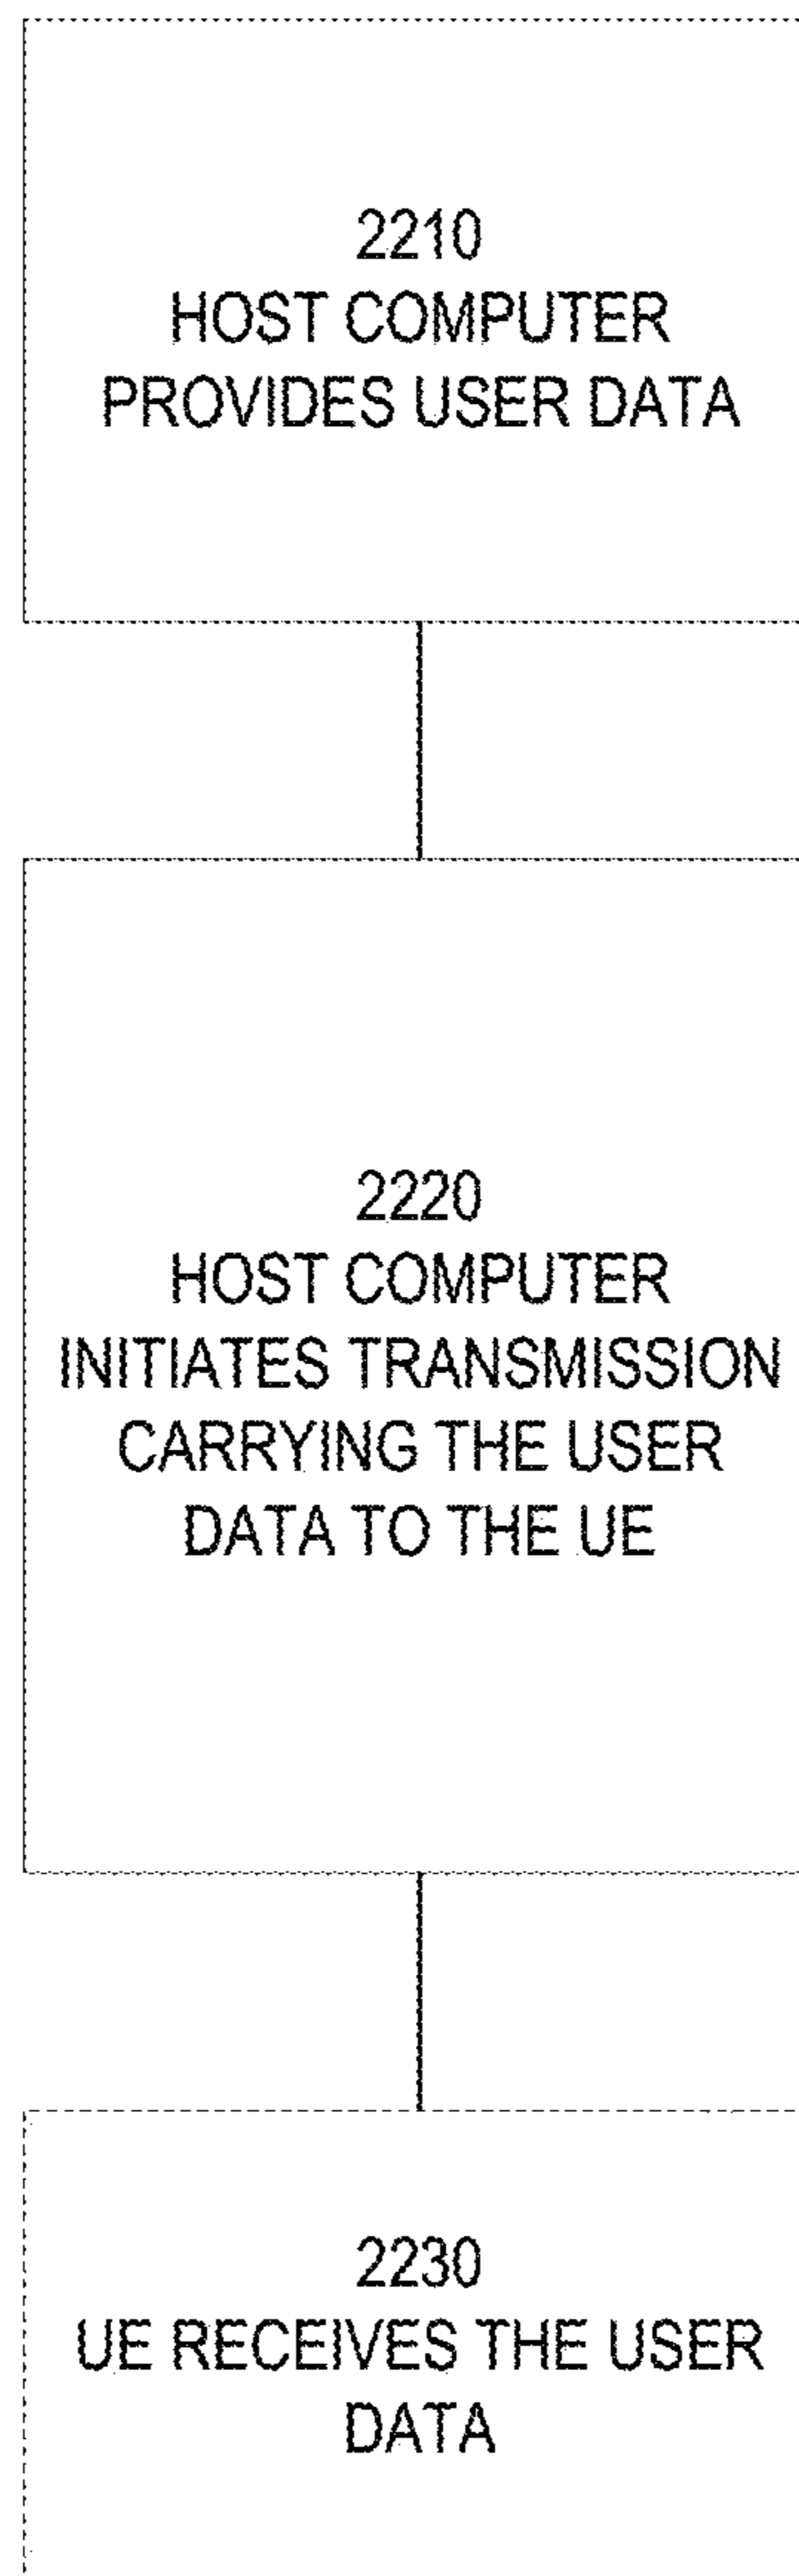 2210
HOST COMPUTER
PROVIDES USER DATA
2220
HOST COMPUTER
INITIATES TRANSMISSION
CARRYING THE USER
DATA TO THE UE
2230
UE RECEIVES THE USER
DATA